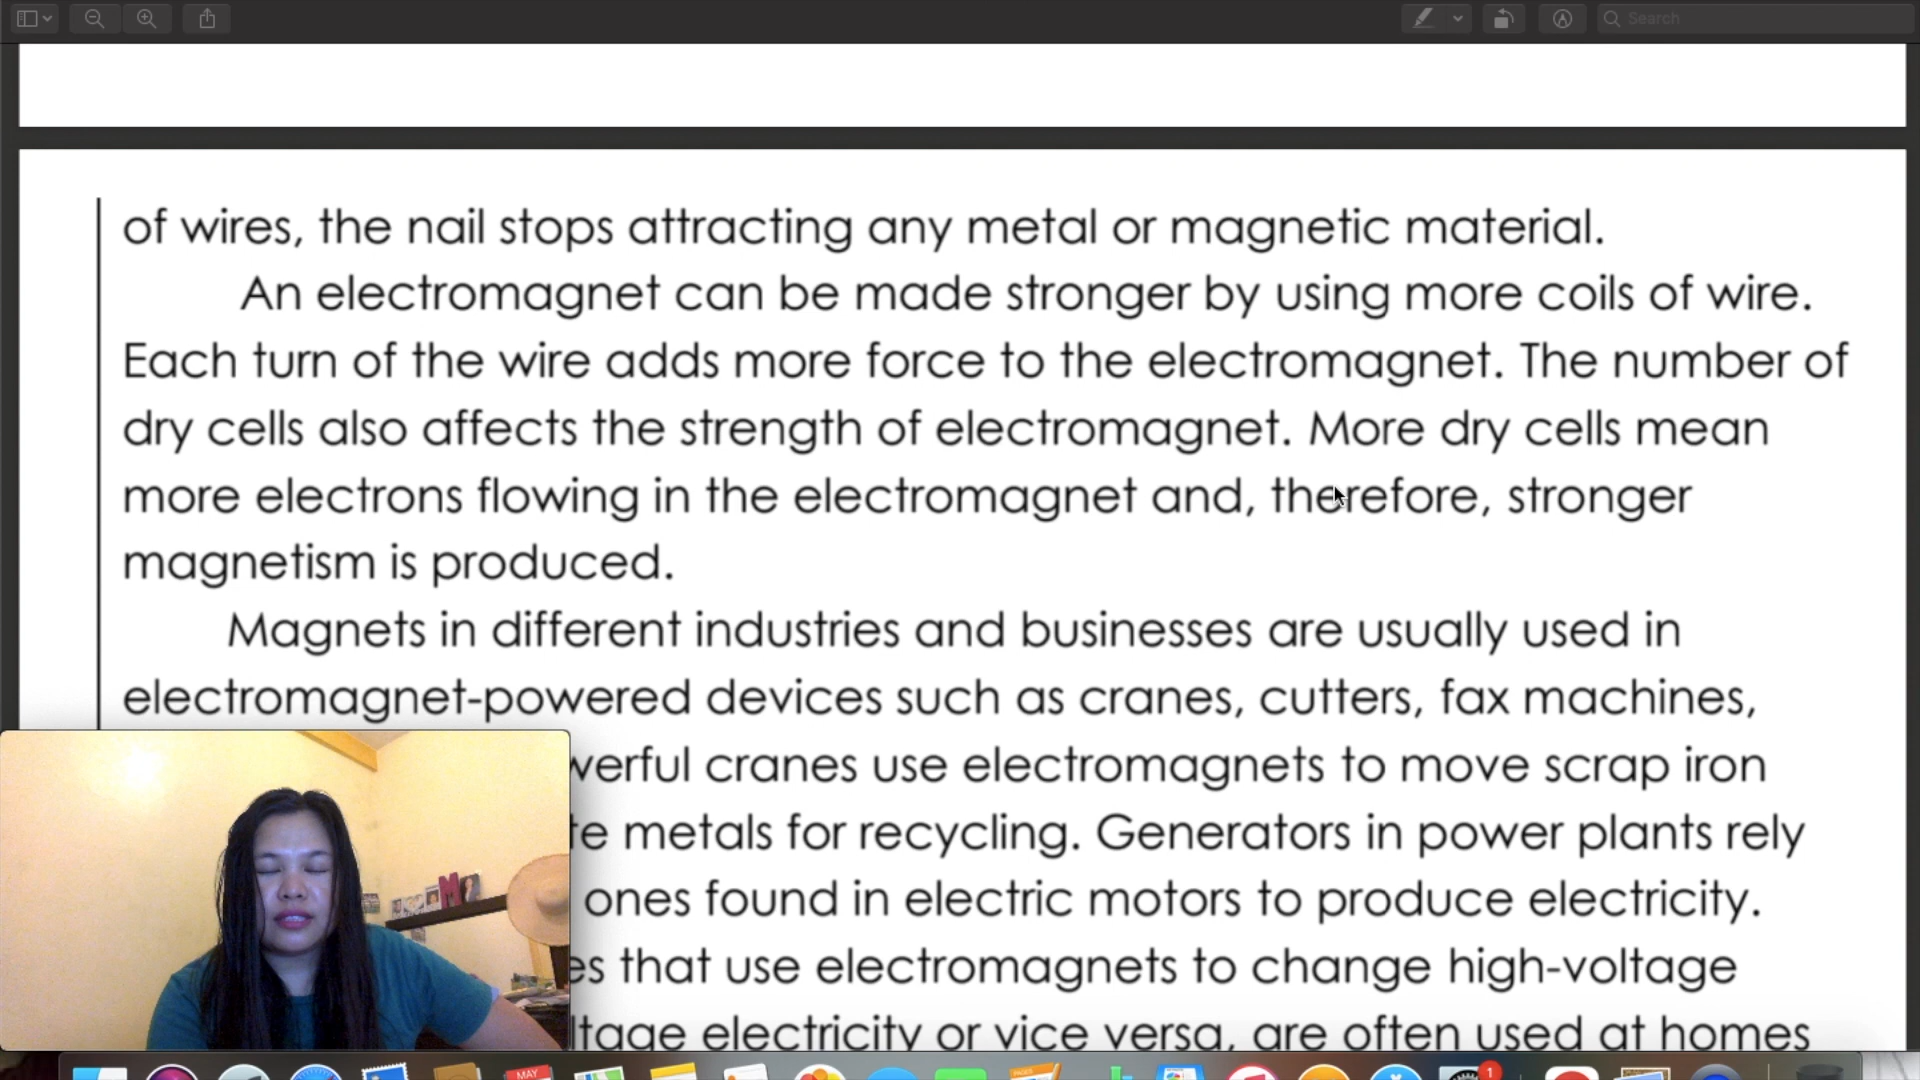 Search
of wires, the nail stops attracting any metal or magnetic material.
An electromagnet can be made stronger by using more coils of wire.
Each turn of the wire adds more force to the electromagnet. The number of
dry cells also affects the strength of electromagnet. More dry cells mean
more electrons flowing in the electromagnet and, therefore, stronger
magnetism is produced.
Magnets in different industries and businesses are usually used in
electromagnet-powered devices such as cranes, cutters, fax machines,
cranes use electromagnets to move scrap iron
metals for recycling. Generators in power plants rely
ones found in electric motors to produce electricity.
that use electromagnets to change high-voltage
electricity or vice versa, are often used at homes
M
MAY
PAGES
1